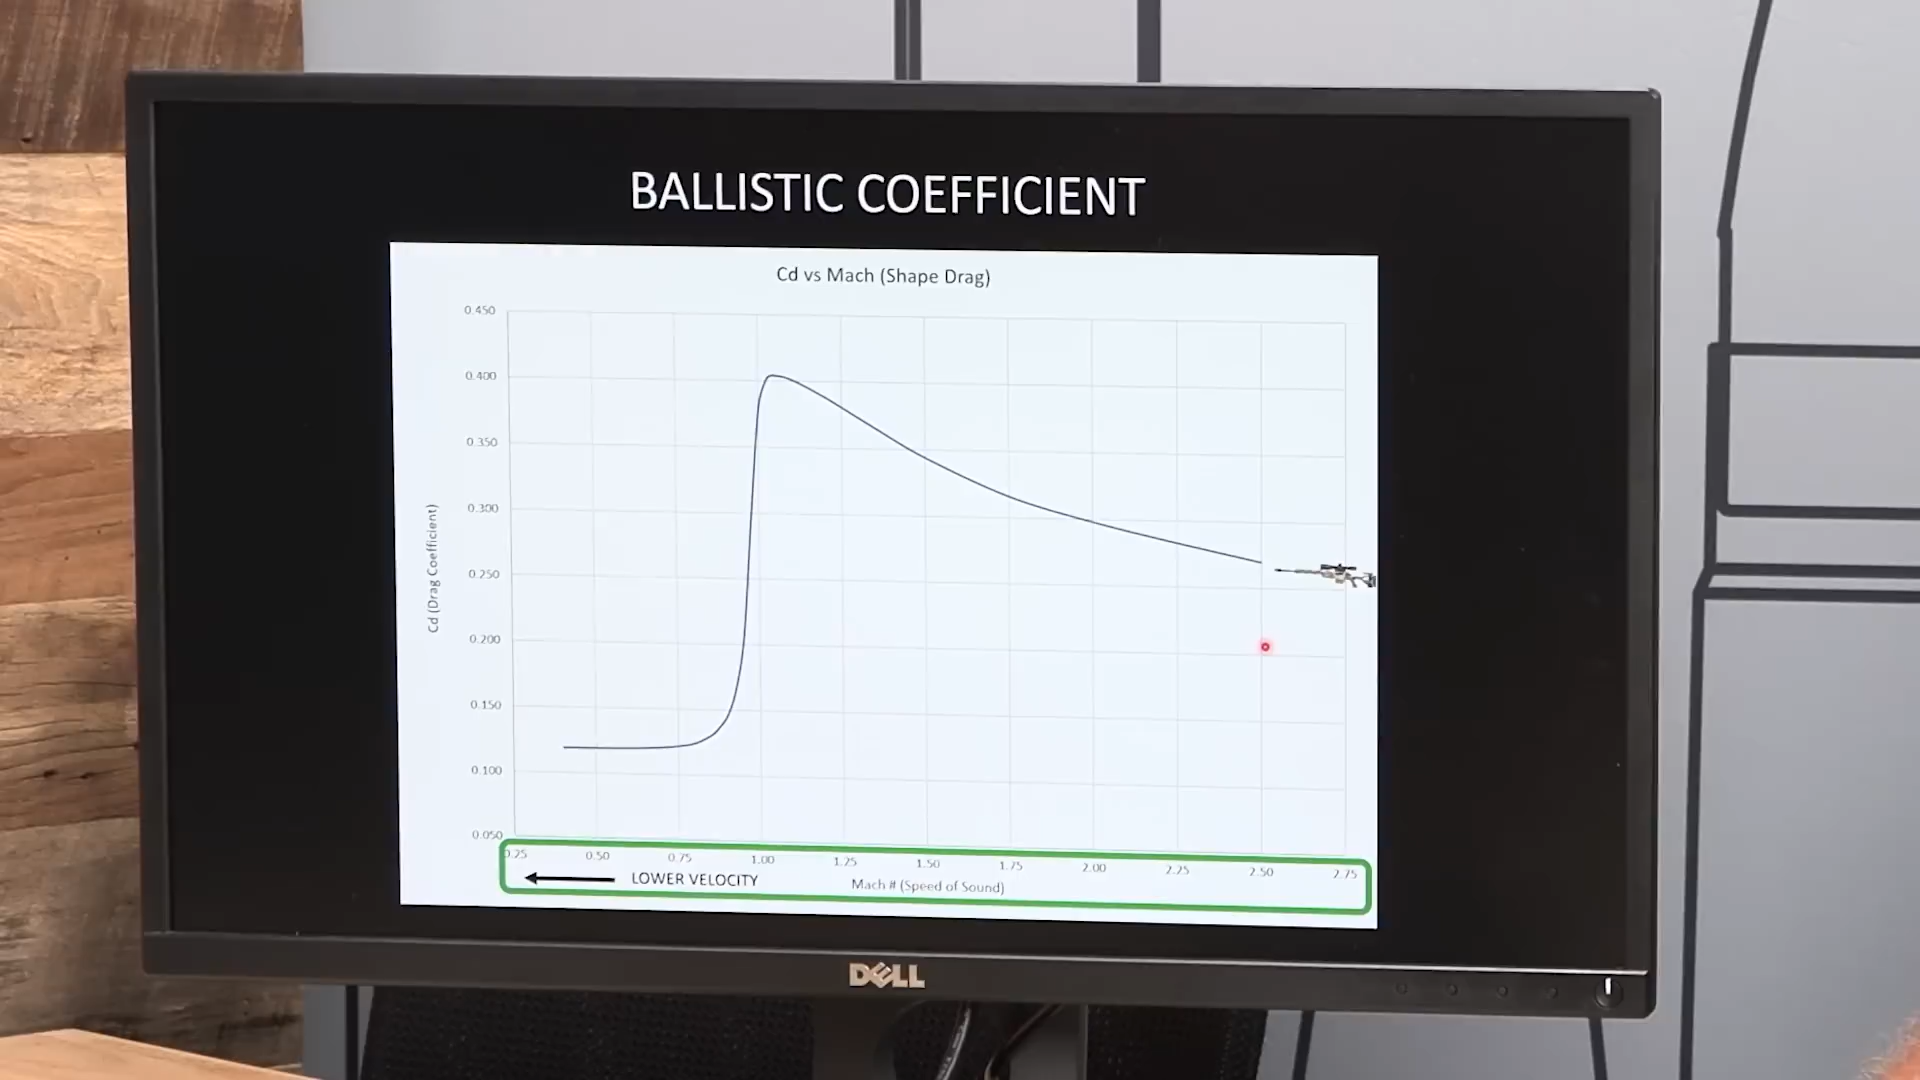 BALLISTIC COEFFICIENT
Cd vs Mach (Shape Drag)
0.450
0.400
0.350
0.300
0.250
0.200
0.150
0.100
0.050
Cd (Drag Coefficient)
0.25 0.50 0.75 1.00 1.25 1.50 1.75 2.00 2.25 2.50 2.75
LOWER VELOCITY
Mach # (Speed of Sound)
DELL